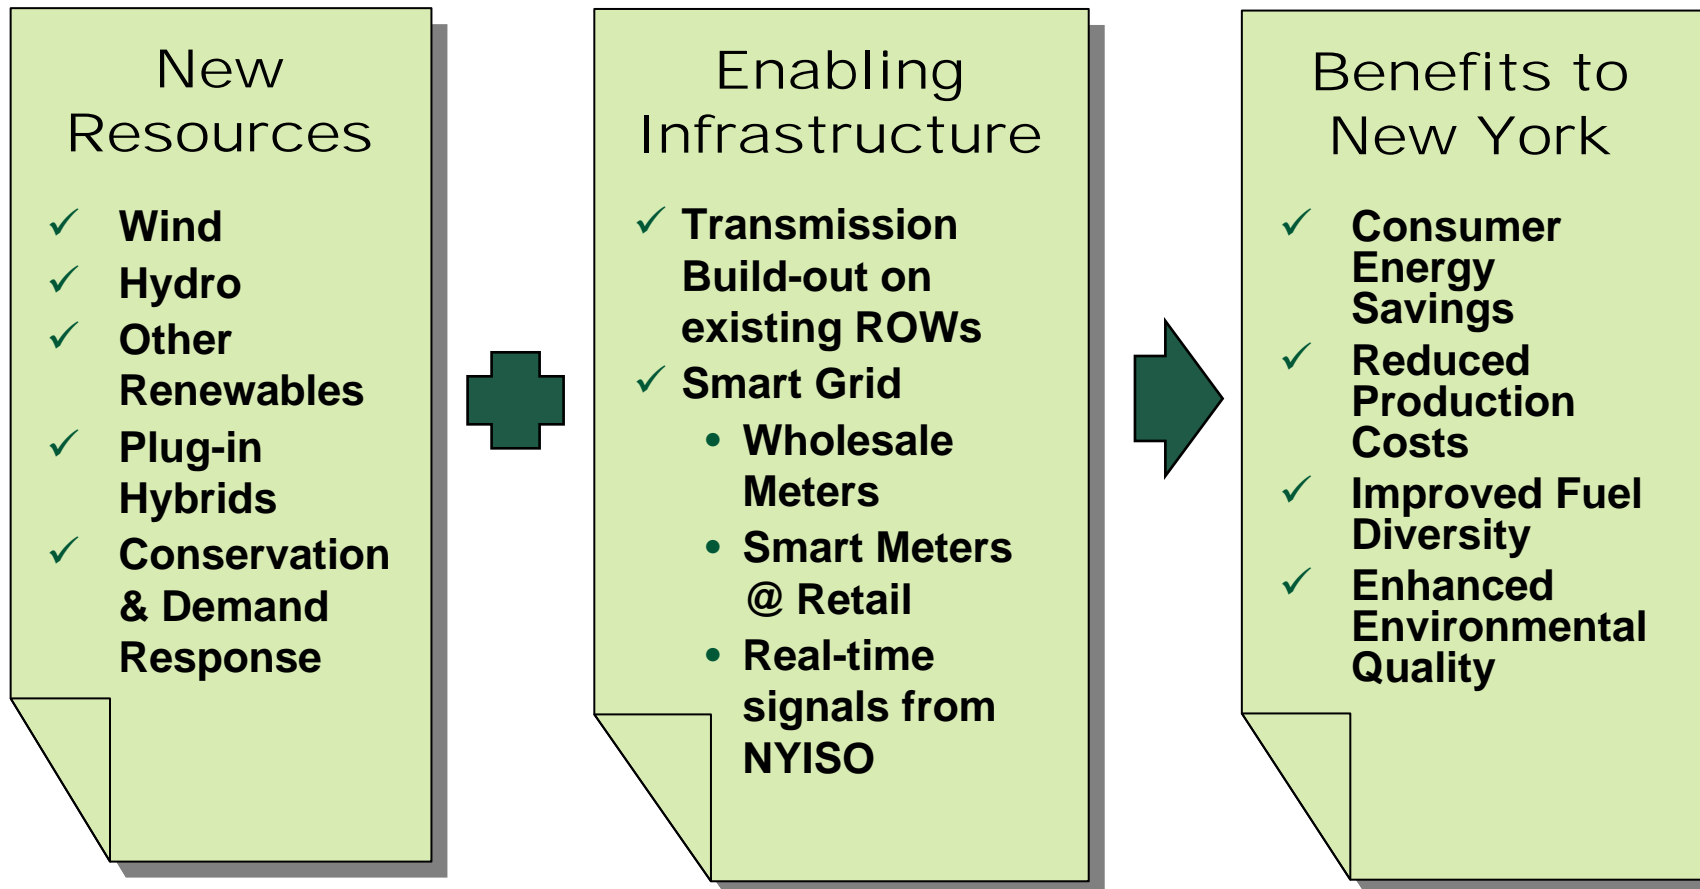 New
Resources
✓ Wind
✓ Hydro
✓ Other
Renewables
✓ Plug-in
Hybrids
✓ Conservation
& Demand
Response
Enabling
Infrastructure
✓ Transmission
Build-out on
existing ROWs
✓ Smart Grid
• Wholesale
Meters
• Smart Meters
@ Retail
• Real-time
signals from
NYISO
Benefits to
New York
✓ Consumer
Energy
Savings
✓ Reduced
Production
Costs
✓ Improved Fuel
Diversity
✓ Enhanced
Environmental
Quality